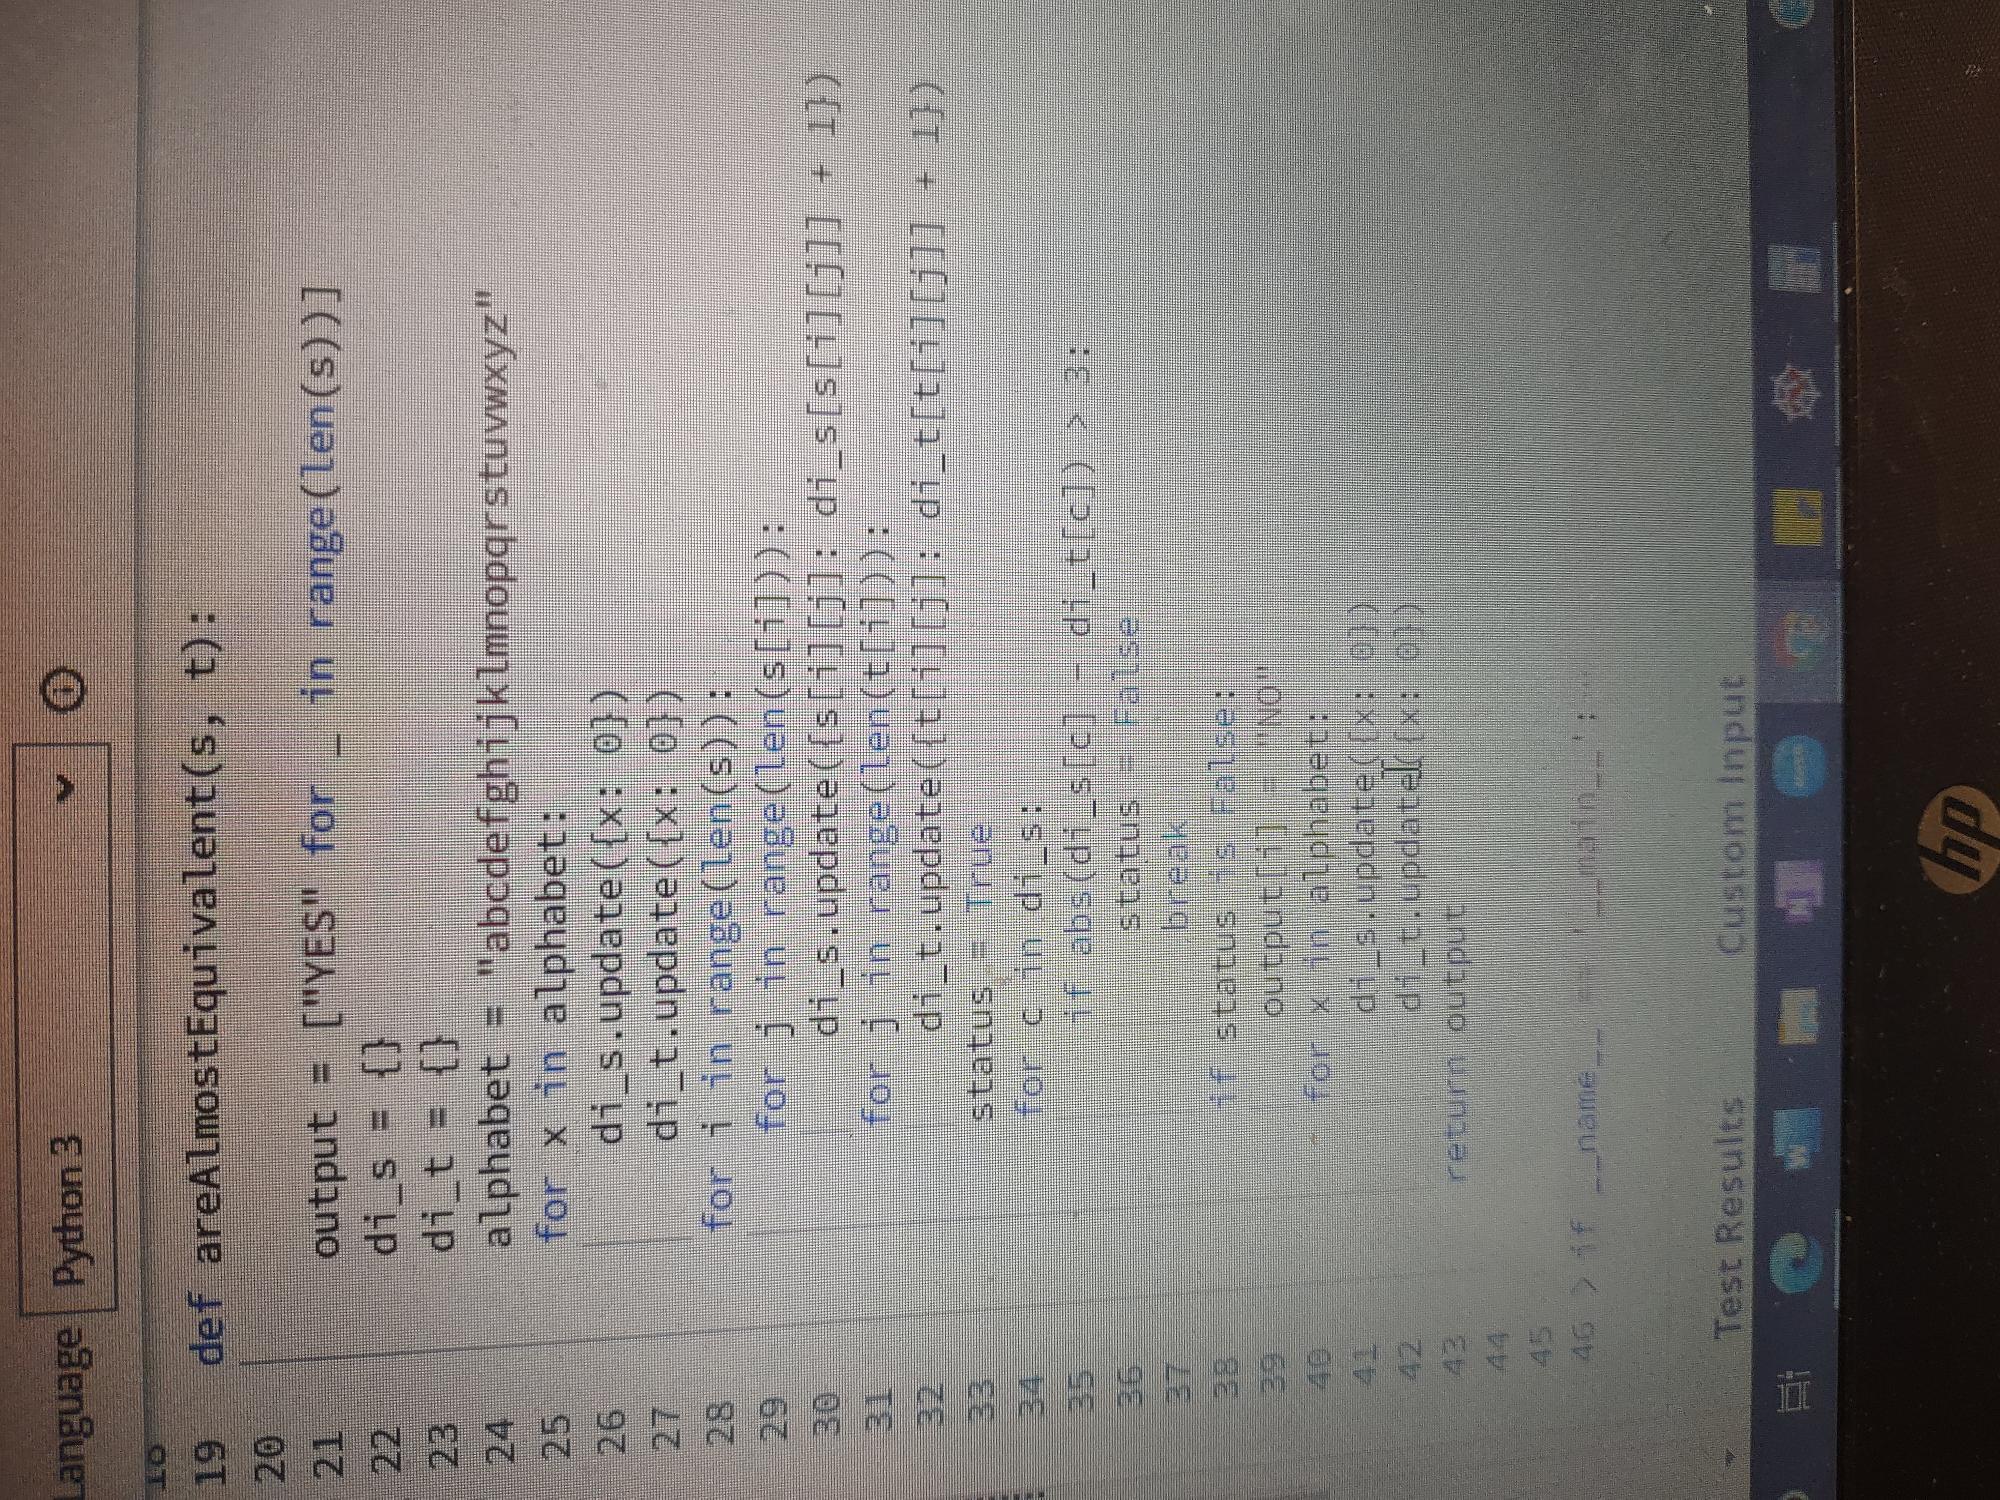 Language Python 3
18
19 def areAlmostEquivalent(s, t):
20
21 output = ["YES" for _ in range(len(s))]
22 di_s = {}
23 di_t = {}
24 alphabet = "abcdefghijklmnopqrstuvwxyz"
25 for x in alphabet:
26 di_s.update({x: 0})
27 di_t.update({x: 0})
28 for i in range(len(s)):
29 for j in range(len(s[i])):
30 di_s.update({s[i][j]: di_s[s[i][j]] + 1})
31 for j in range(len(t[i])):
32 di_t.update({t[i][j]: di_t[t[i][j]] + 1})
33 status = True
34 for c in di_s:
35 if abs(di_s[c] - di_t[c]) > 3:
36 status = False
37 break
38 if status is False:
39 output[i] = "NO"
40 for x in alphabet:
41 di_s.update({x: 0})
42 di_t.update({x: 0})
43 return output
44
45
46 > if __name__ == '__main__':
Test Results Custom Input
hp